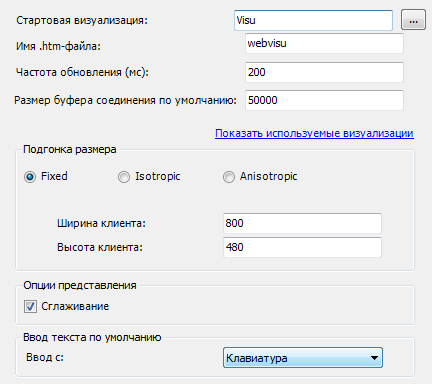 Стартовая визуализация: Visu ...
Имя .htm-файла: webvisu
Частота обновления (мс): 200
Размер буфера соединения по умолчанию: 50000
Показать используемые визуализации
Подгонка размера
Fixed Isotropic Anisotropic
Ширина клиента: 800
Высота клиента: 480
Опции представления
Сглаживание
Ввод текста по умолчанию
Ввод с: Клавиатура